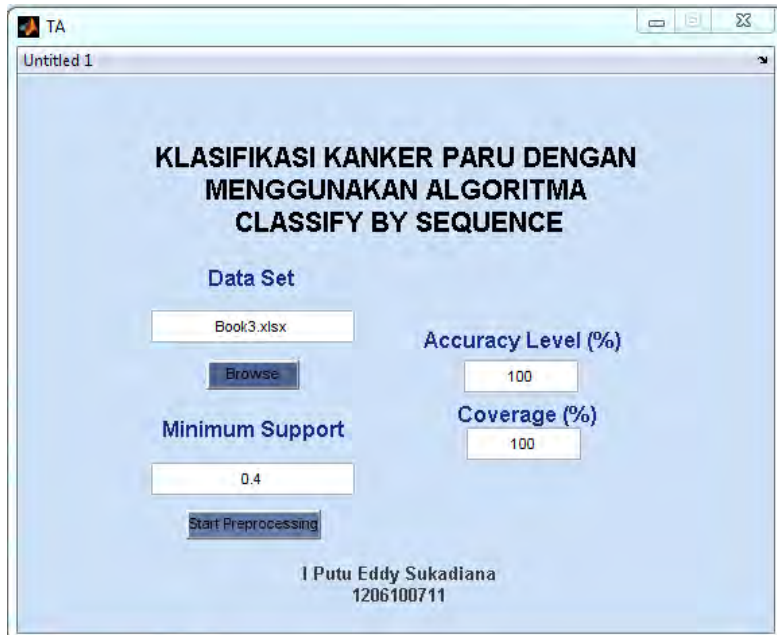 TA
Untitled 1
KLASIFIKASI KANKER PARU DENGAN
MENGGUNAKAN ALGORITMA
CLASSIFY BY SEQUENCE
Data Set
Book3.xlsx
Browse
Minimum Support
0.4
Start Preprocessing
Accuracy Level (%)
100
Coverage (%)
100
I Putu Eddy Sukadiana
1206100711